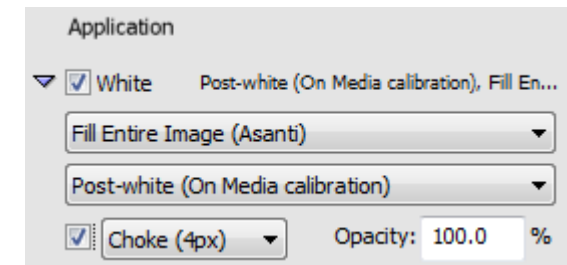 Application
White Post-white (On Media calibration), Fill En...
Fill Entire Image (Asanti)
Post-white (On Media calibration)
Choke (4px) Opacity: 100.0 %